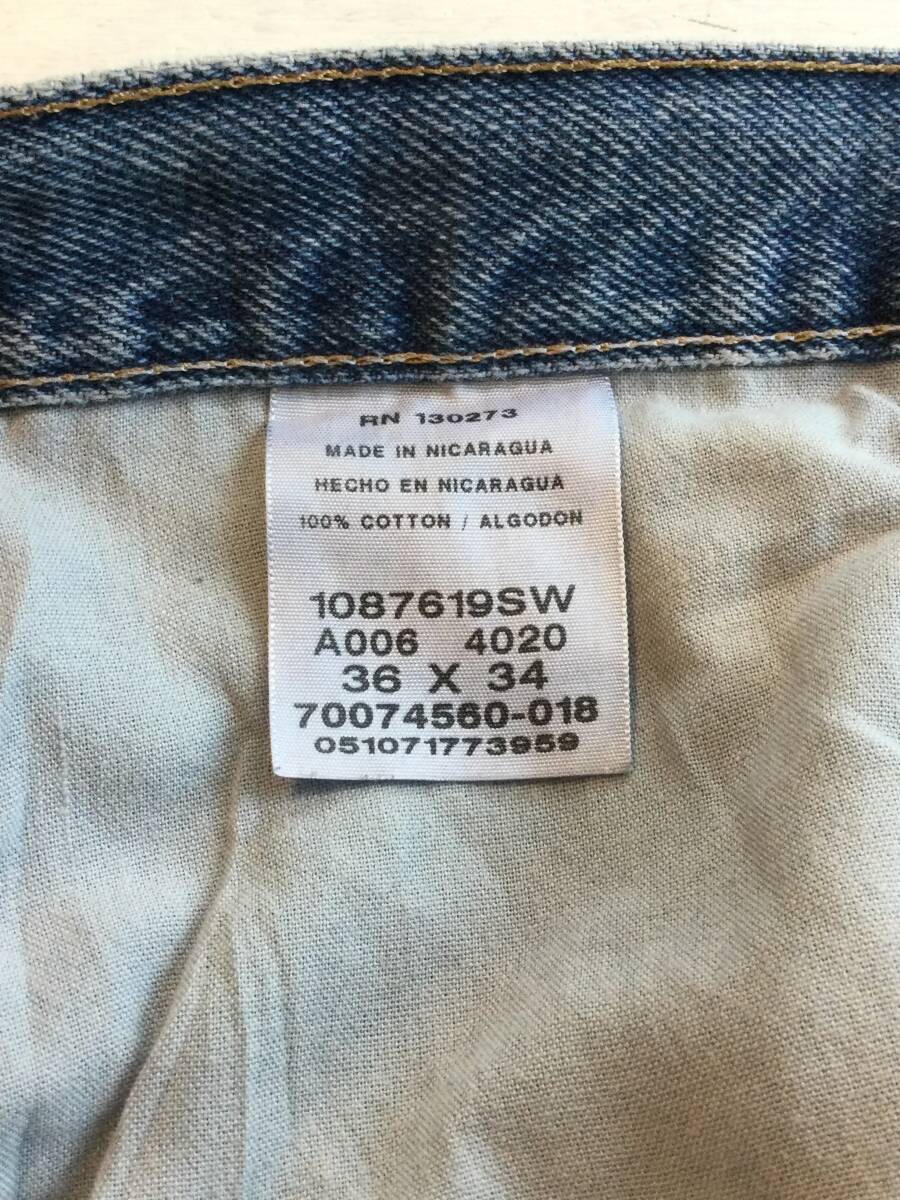 RN 130273
MADE IN NICARAGUA
HECHO EN NICARAGUA
100% COTTON / ALGODON
1087619SW
A006 4020
36 X 34
70074560-018
051071773959